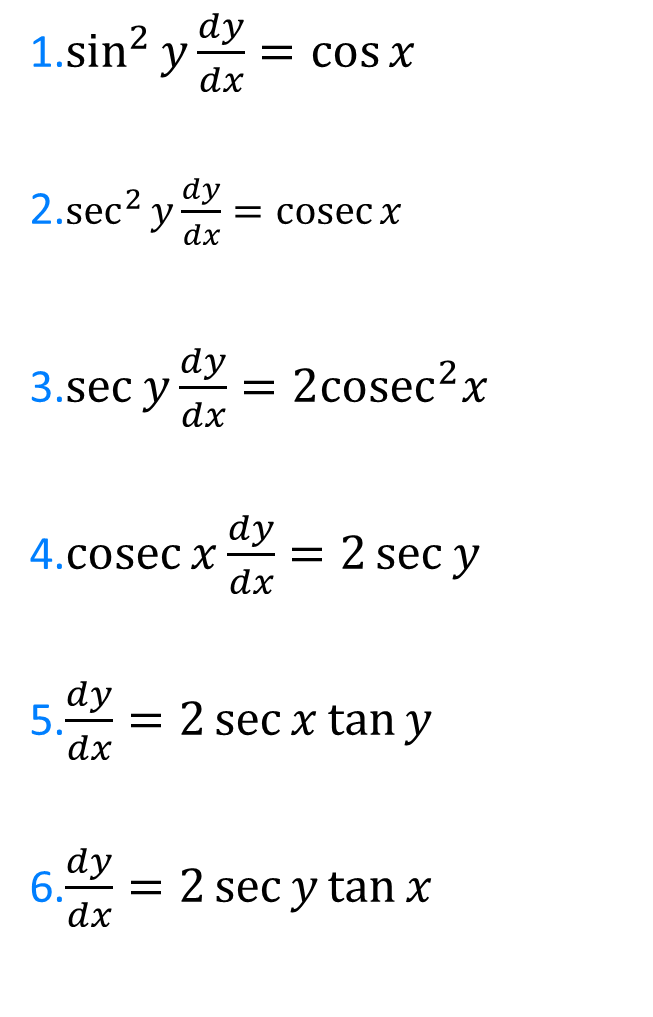 1.sin² y dy/dx = cos x
2.sec² y dy/dx = cosec x
3.sec y dy/dx = 2cosec²x
4.cosec x dy/dx = 2 sec y
5.dy/dx = 2 sec x tan y
6.dy/dx = 2 sec y tan x